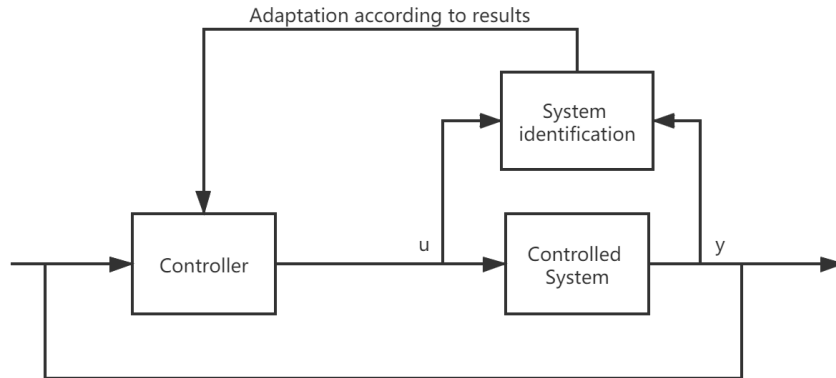 Adaptation according to results
System
identification
u
y
Controller
Controlled
System